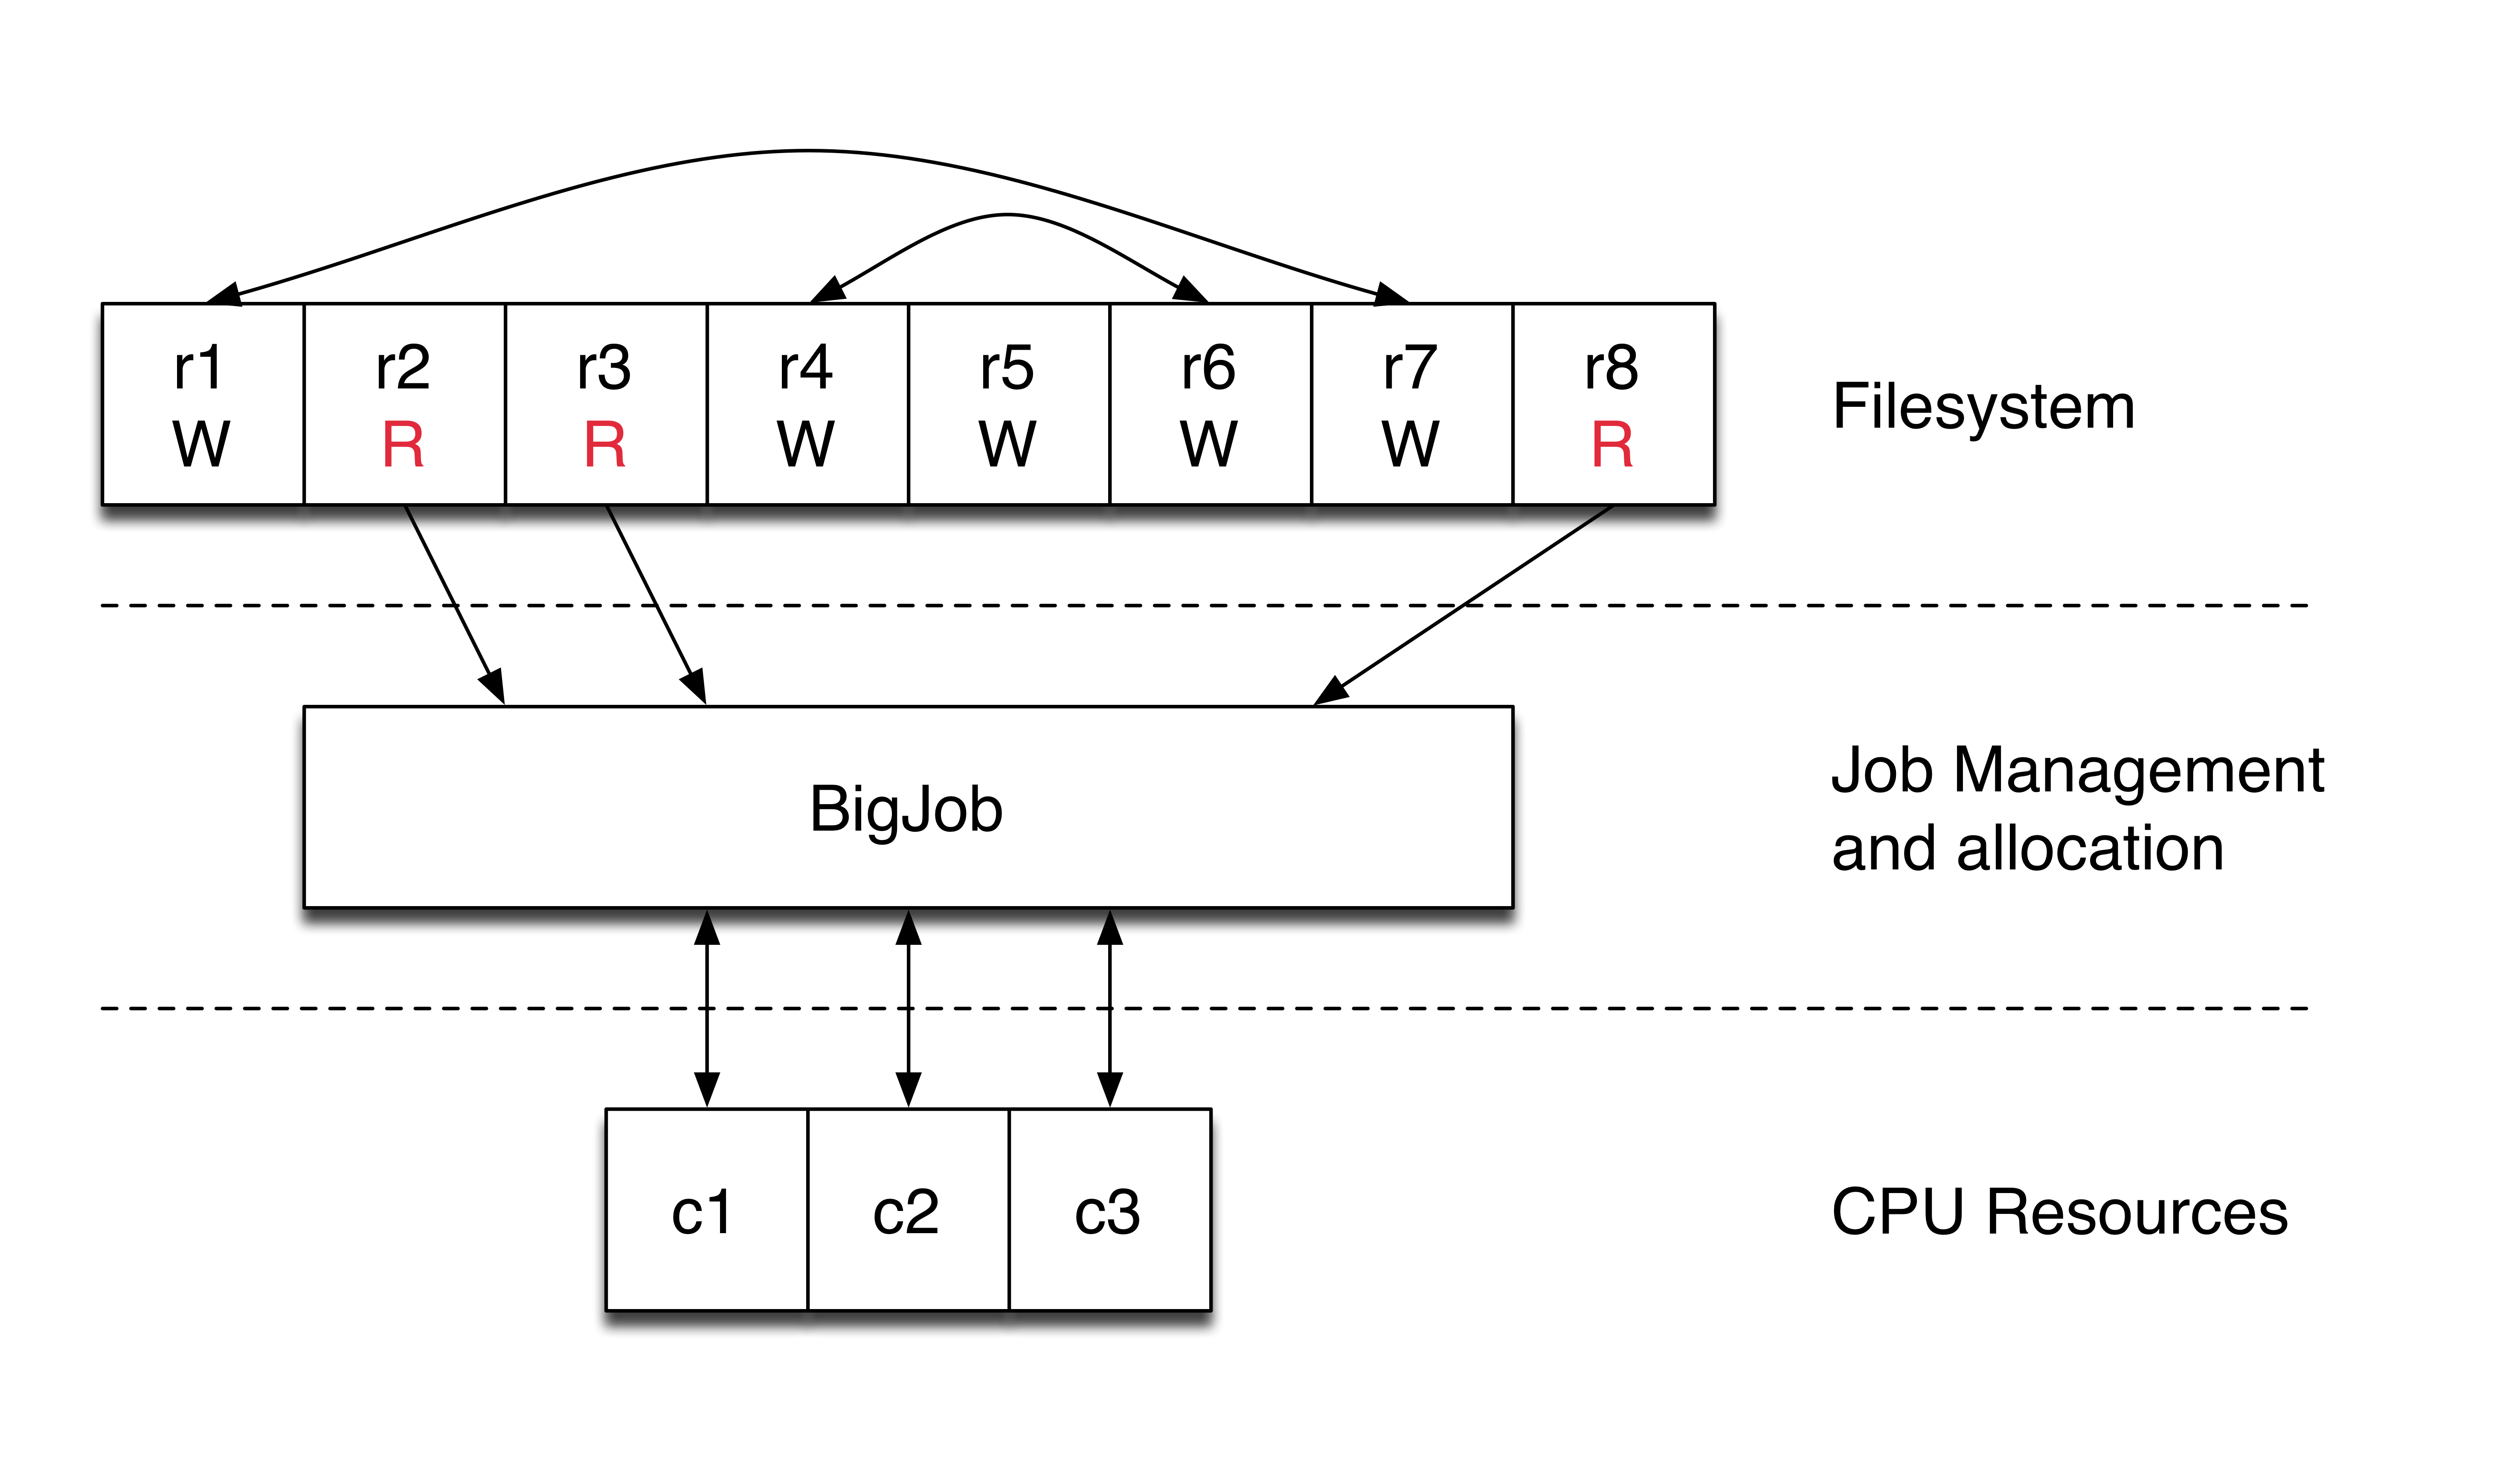 r1 r2 r3 r4 r5 r6 r7 r8
W R R W W W W R
Filesystem
BigJob
Job Management
and allocation
c1 c2 c3
CPU Resources